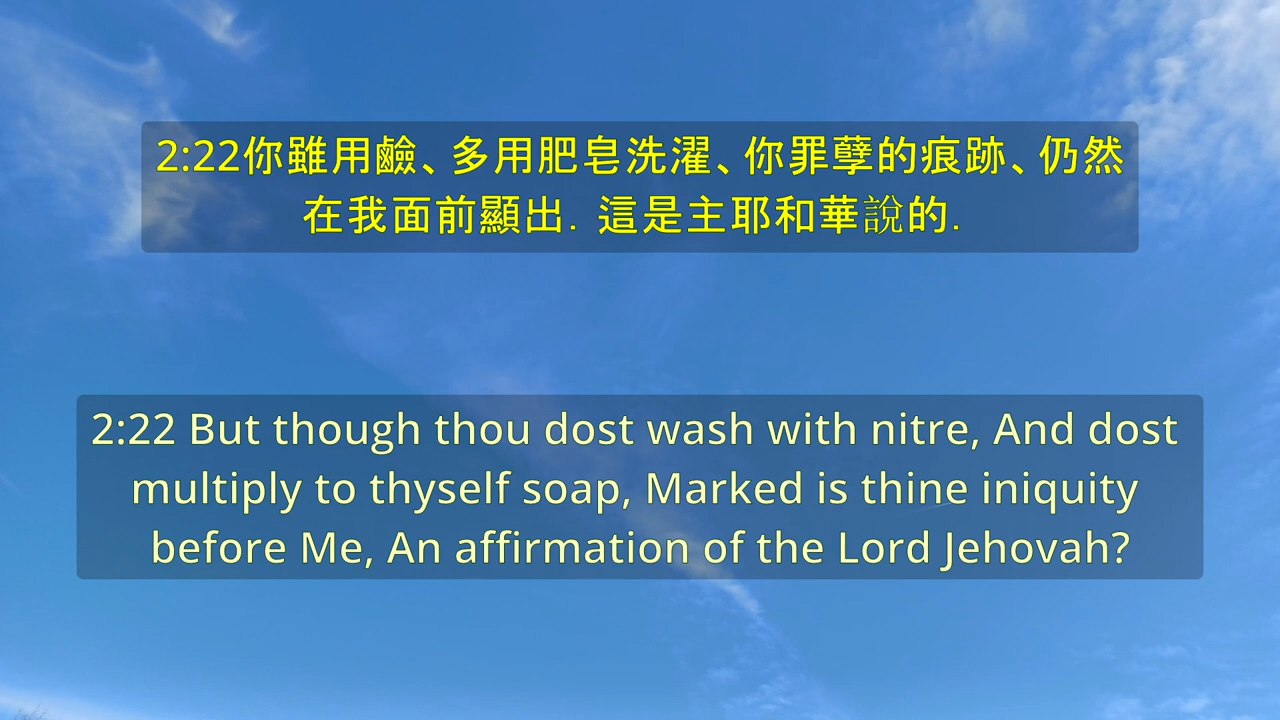 2:22你雖用鹼、多用肥皂洗濯、你罪孽的痕跡、仍然
在我面前顯出. 這是主耶和華說的.
2:22 But though thou dost wash with nitre, And dost
multiply to thyself soap, Marked is thine iniquity
before Me, An affirmation of the Lord Jehovah?